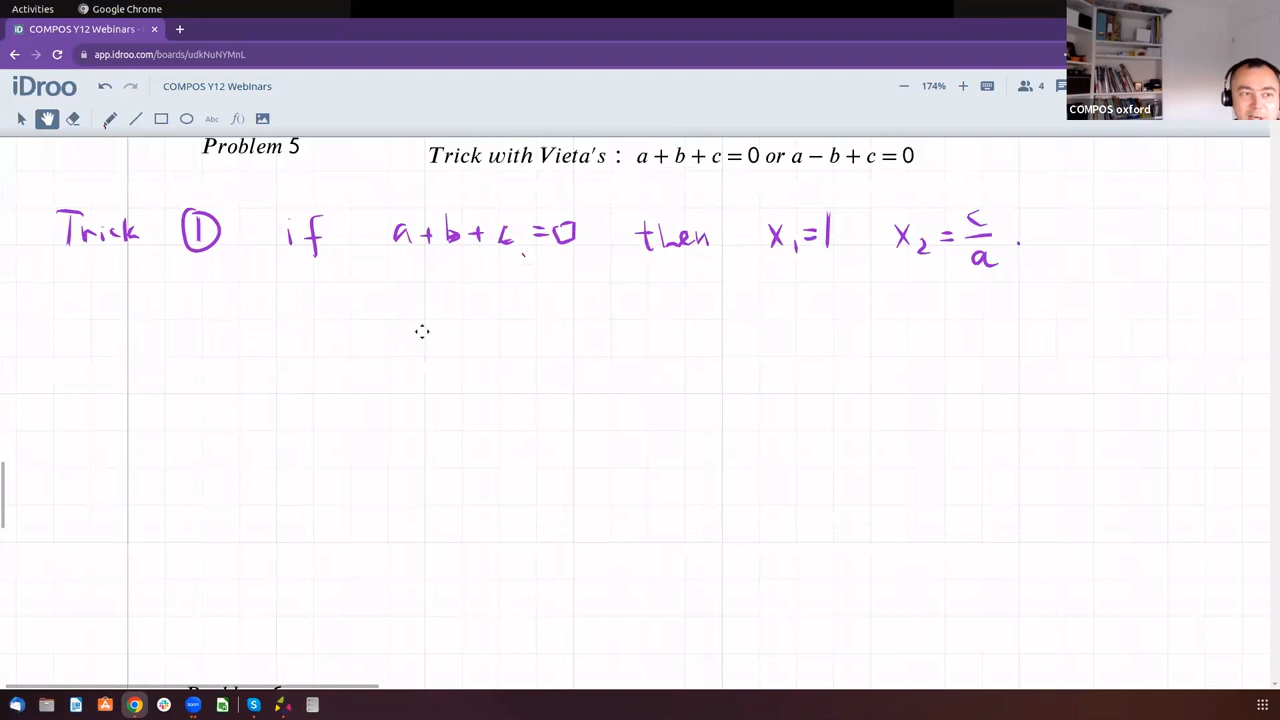 Activities
Google Chrome
COMPOS Y12 Webinars -
app.idroo.com/boards/udkNuNYMnL
iDroo
COMPOS Y12 Webinars
174%
4
Abc
f()
COMPOS oxford
Problem 5
Trick with Vieta's : a + b + c = 0 or a − b + c = 0
Trick ① if a + b + c = 0 then x₁ = 1 x₂ = c/a .